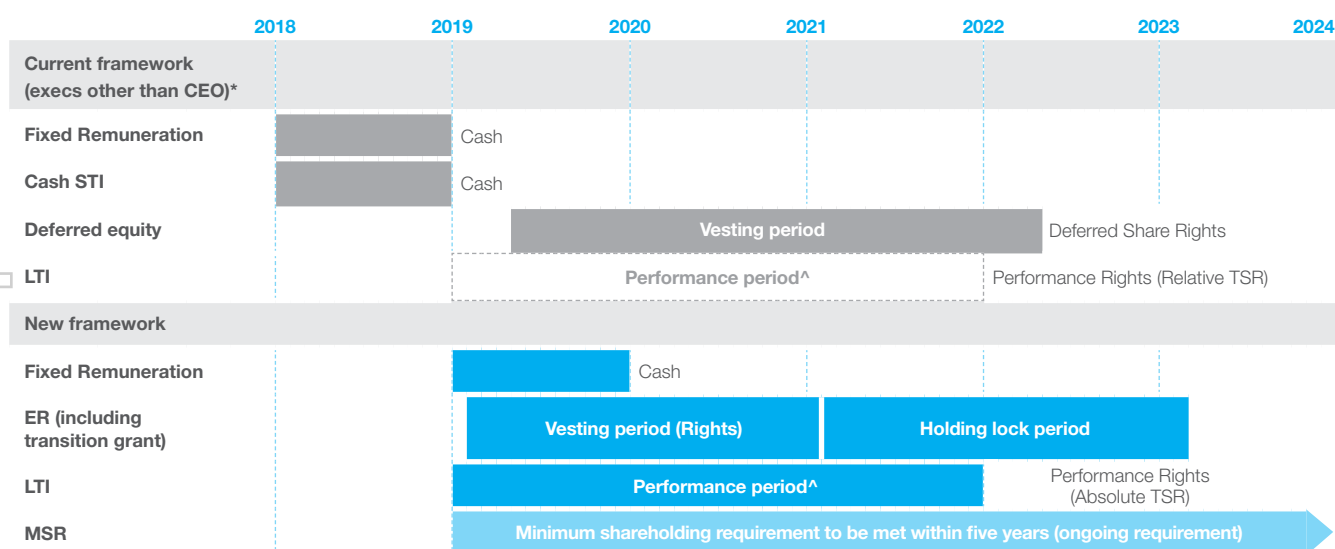 2018 2019 2020 2021 2022 2023 2024
Current framework
(execs other than CEO)*
Fixed Remuneration Cash
Cash STI Cash
Deferred equity Vesting period Deferred Share Rights
LTI Performance period^ Performance Rights (Relative TSR)
New framework
Fixed Remuneration Cash
ER (including
transition grant) Vesting period (Rights) Holding lock period
LTI Performance period^ Performance Rights
(Absolute TSR)
MSR Minimum shareholding requirement to be met within five years (ongoing requirement)